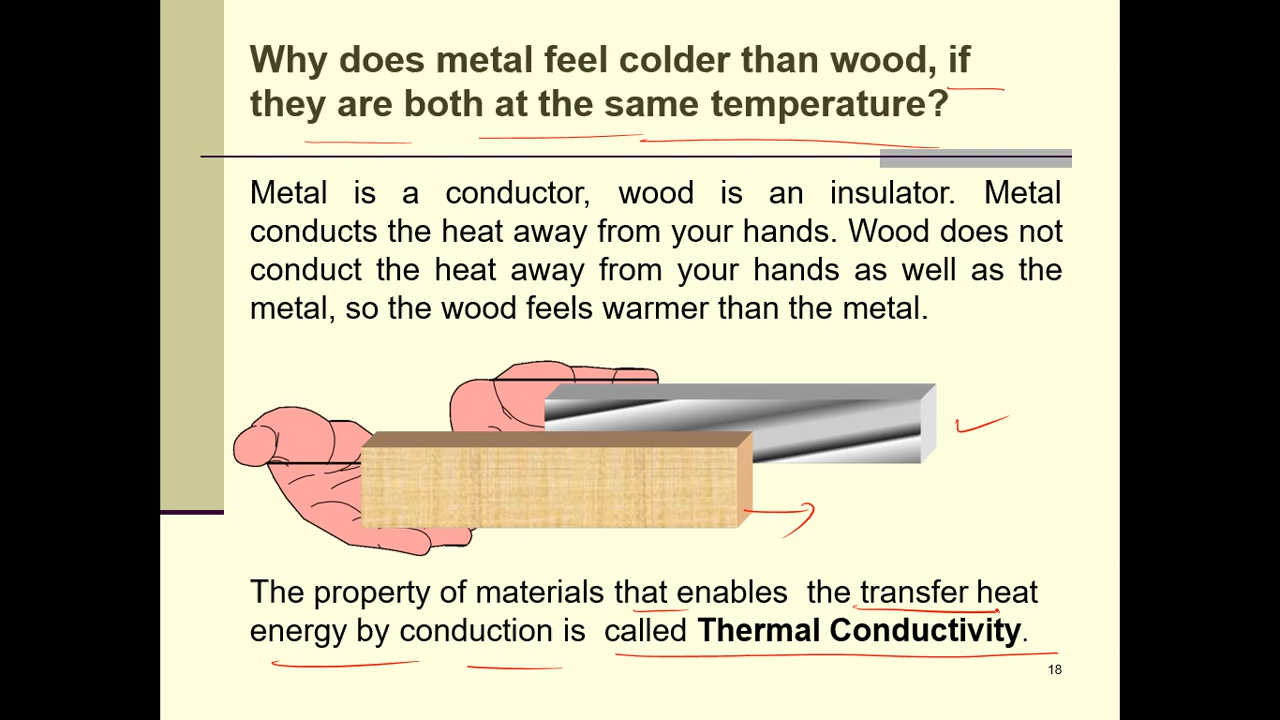 Why does metal feel colder than wood, if
they are both at the same temperature?
Metal is a conductor, wood is an insulator. Metal
conducts the heat away from your hands. Wood does not
conduct the heat away from your hands as well as the
metal, so the wood feels warmer than the metal.
The property of materials that enables the transfer heat
energy by conduction is called Thermal Conductivity.
18